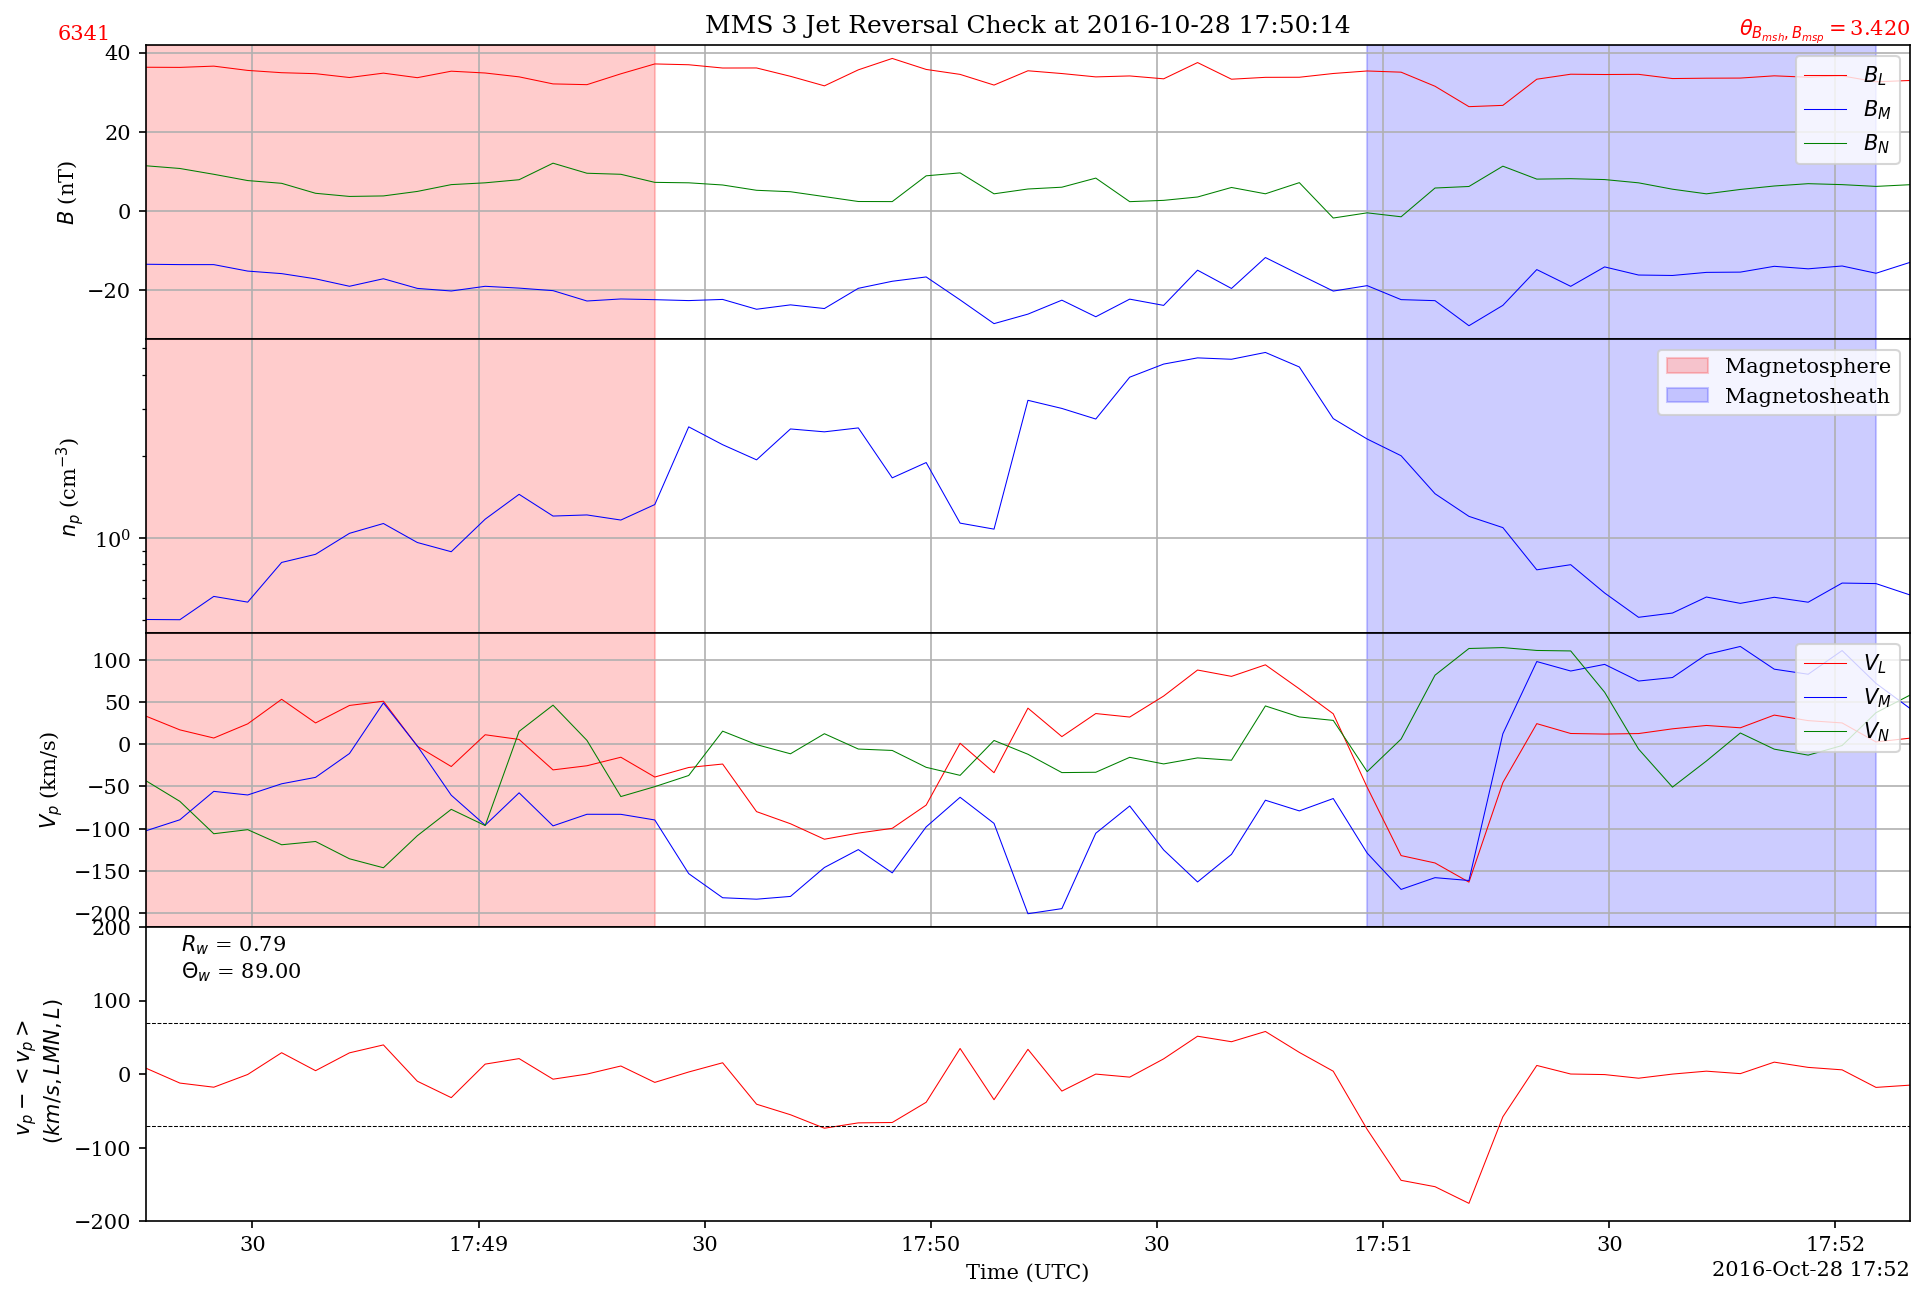 MMS 3 Jet Reversal Check at 2016-10-28 17:50:14
6341
θ_{B_{msh}, B_{msp}} = 3.420
40
20
0
−20
B (nT)
B_L
B_M
B_N
10^0
n_p (cm^{−3})
Magnetosphere
Magnetosheath
100
50
0
−50
−100
−150
−200
V_p (km/s)
V_L
V_M
V_N
200
100
0
−100
−200
v_p − < v_p >
(km/s, LMN, L)
R_w = 0.79
Θ_w = 89.00
30 17:49 30 17:50 30 17:51 30 17:52
Time (UTC)
2016-Oct-28 17:52